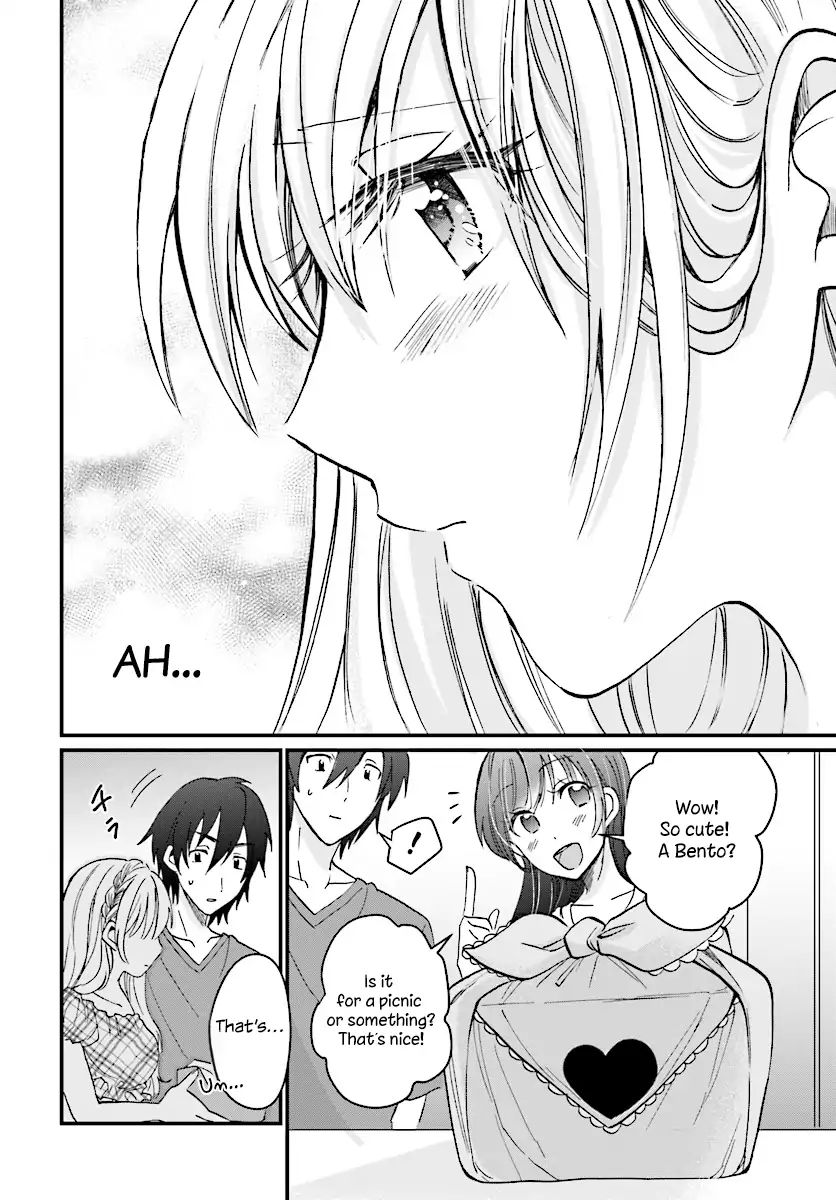 AH...
Wow!
So cute!
A Bento?
!
Is it
for a picnic
or something?
That's nice!
That's...
Um...